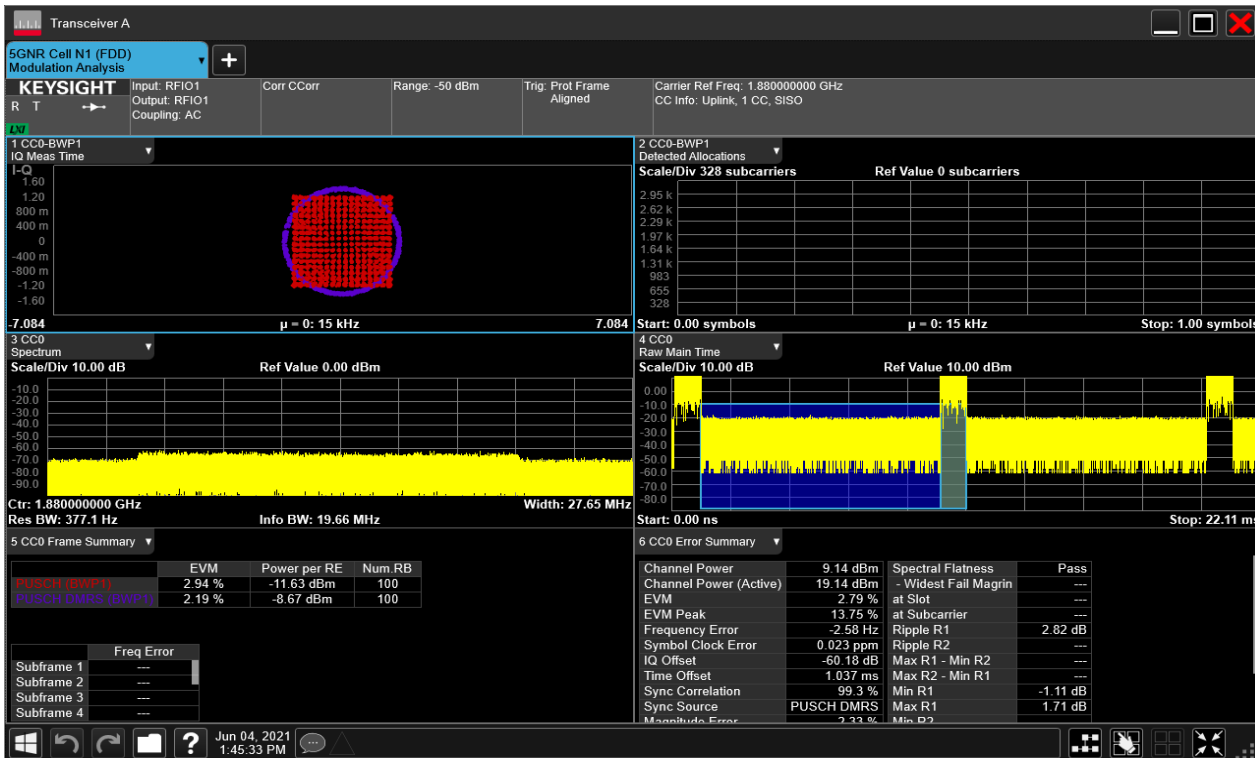 Transceiver A
5GNR Cell N1 (FDD)
Modulation Analysis
+
KEYSIGHT
R T
LXI
Input: RFIO1
Output: RFIO1
Coupling: AC
Corr CCorr
Range: -50 dBm
Trig: Prot Frame
Aligned
Carrier Ref Freq: 1.880000000 GHz
CC Info: Uplink, 1 CC, SISO
1 CC0-BWP1
IQ Meas Time
I-Q
1.60
1.20
800 m
400 m
0
-400 m
-800 m
-1.20
-1.60
-7.084 µ = 0: 15 kHz 7.084
2 CC0-BWP1
Detected Allocations
Scale/Div 328 subcarriers Ref Value 0 subcarriers
2.95 k
2.62 k
2.29 k
1.97 k
1.64 k
1.31 k
983
655
328
Start: 0.00 symbols µ = 0: 15 kHz Stop: 1.00 symbols
3 CC0
Spectrum
Scale/Div 10.00 dB Ref Value 0.00 dBm
-10.0
-20.0
-30.0
-40.0
-50.0
-60.0
-70.0
-80.0
-90.0
Ctr: 1.880000000 GHz Width: 27.65 MHz
Res BW: 377.1 Hz Info BW: 19.66 MHz
4 CC0
Raw Main Time
Scale/Div 10.00 dB Ref Value 10.00 dBm
0.00
-10.0
-20.0
-30.0
-40.0
-50.0
-60.0
-70.0
-80.0
Start: 0.00 ns Stop: 22.11 ms
5 CC0 Frame Summary
EVM Power per RE Num.RB
PUSCH (BWP1) 2.94 % -11.63 dBm 100
PUSCH DMRS (BWP1) 2.19 % -8.67 dBm 100
Freq Error
Subframe 1 ---
Subframe 2 ---
Subframe 3 ---
Subframe 4 ---
6 CC0 Error Summary
Channel Power 9.14 dBm Spectral Flatness Pass
Channel Power (Active) 19.14 dBm - Widest Fail Magrin ---
EVM 2.79 % at Slot ---
EVM Peak 13.75 % at Subcarrier ---
Frequency Error -2.58 Hz Ripple R1 2.82 dB
Symbol Clock Error 0.023 ppm Ripple R2 ---
IQ Offset -60.18 dB Max R1 - Min R2 ---
Time Offset 1.037 ms Max R2 - Min R1 ---
Sync Correlation 99.3 % Min R1 -1.11 dB
Sync Source PUSCH DMRS Max R1 1.71 dB
Magnitude Error 2.33 % Min R2 ---
?
Jun 04, 2021
1:45:33 PM